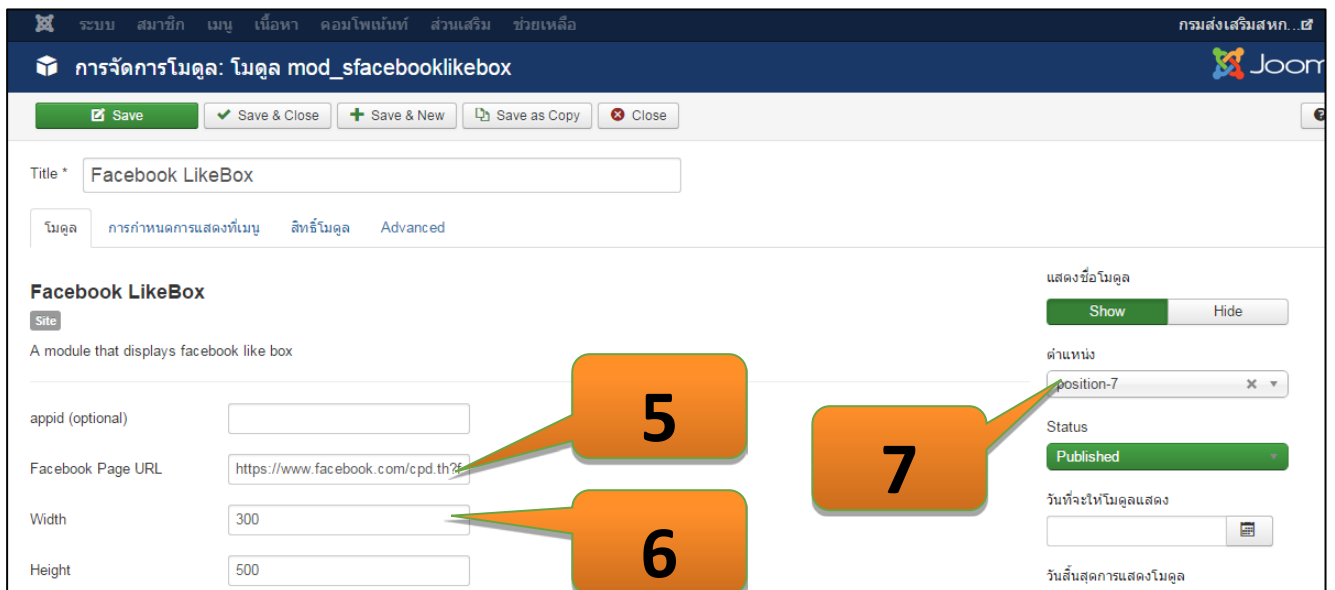 ระบบ สมาชิก เมนู เนื้อหา คอมโพเน้นท์ ส่วนเสริม ช่วยเหลือ กรมส่งเสริมสหก...
การจัดการโมดูล: โมดูล mod_sfacebooklikebox Joom
Save Save & Close Save & New Save as Copy Close
Title * Facebook LikeBox
โมดูล การกำหนดการแสดงที่เมนู สิทธิ์โมดูล Advanced
แสดงชื่อโมดูล
Facebook LikeBox
Show Hide
Site
A module that displays facebook like box
ตำแหน่ง
position-7
appid (optional)
5
Status
Facebook Page URL https://www.facebook.com/cpd.th?f
7
Published
วันที่จะให้โมดูลแสดง
Width 300
6
Height 500
วันสิ้นสุดการแสดงโมดูล